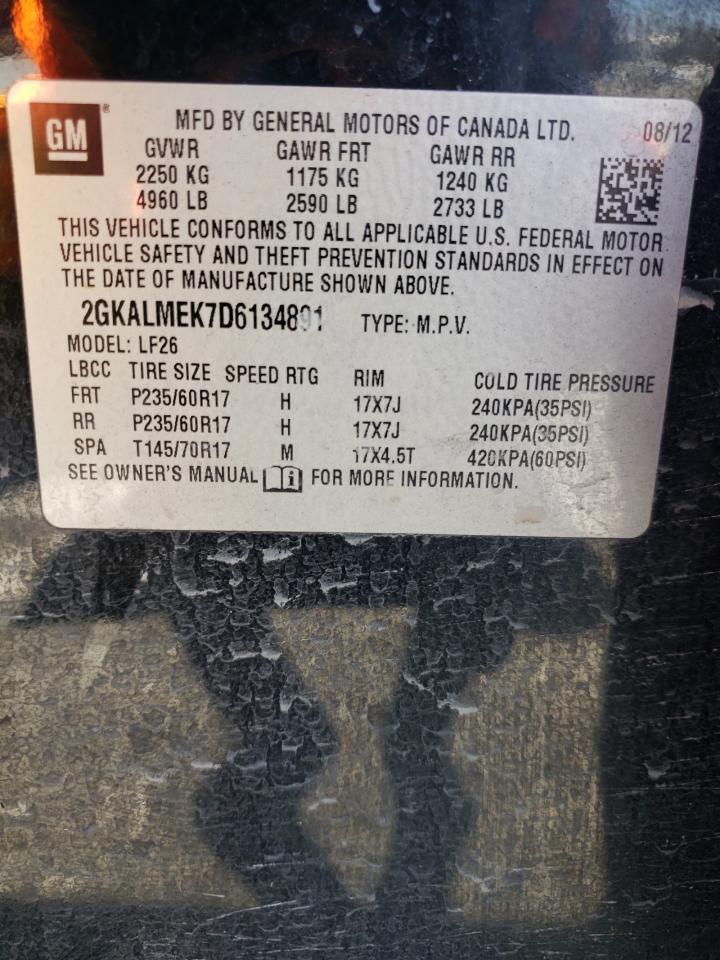 GM ®
MFD BY GENERAL MOTORS OF CANADA LTD. 08/12
GVWR GAWR FRT GAWR RR
2250 KG 1175 KG 1240 KG
4960 LB 2590 LB 2733 LB
THIS VEHICLE CONFORMS TO ALL APPLICABLE U.S. FEDERAL MOTOR
VEHICLE SAFETY AND THEFT PREVENTION STANDARDS IN EFFECT ON
THE DATE OF MANUFACTURE SHOWN ABOVE.
2GKALMEK7D6134891 TYPE: M.P.V.
MODEL: LF26
LBCC TIRE SIZE SPEED RTG RIM COLD TIRE PRESSURE
FRT P235/60R17 H 17X7J 240KPA(35PSI)
RR P235/60R17 H 17X7J 240KPA(35PSI)
SPA T145/70R17 M 17X4.5T 420KPA(60PSI)
SEE OWNER'S MANUAL i FOR MORE INFORMATION.